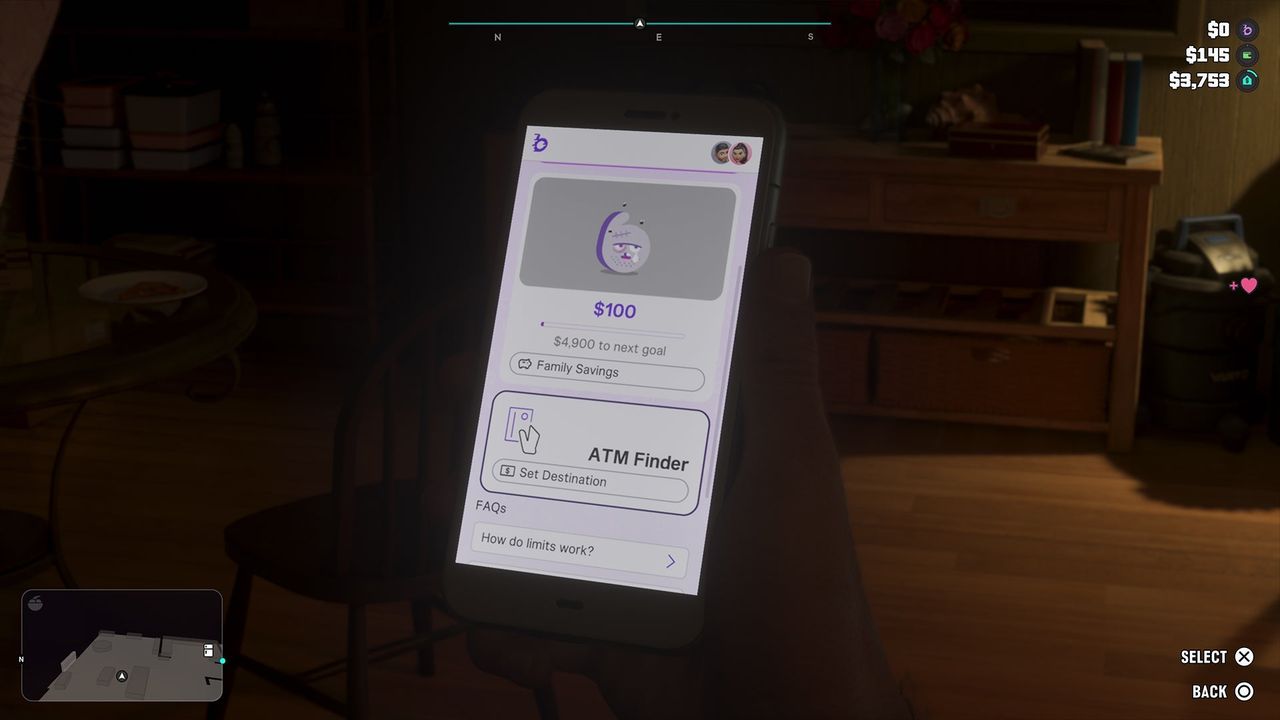 N
E
S
$0
$145
$3,753
$100
$4,900 to next goal
Family Savings
ATM Finder
$ Set Destination
FAQs
How do limits work?
N
SELECT
BACK